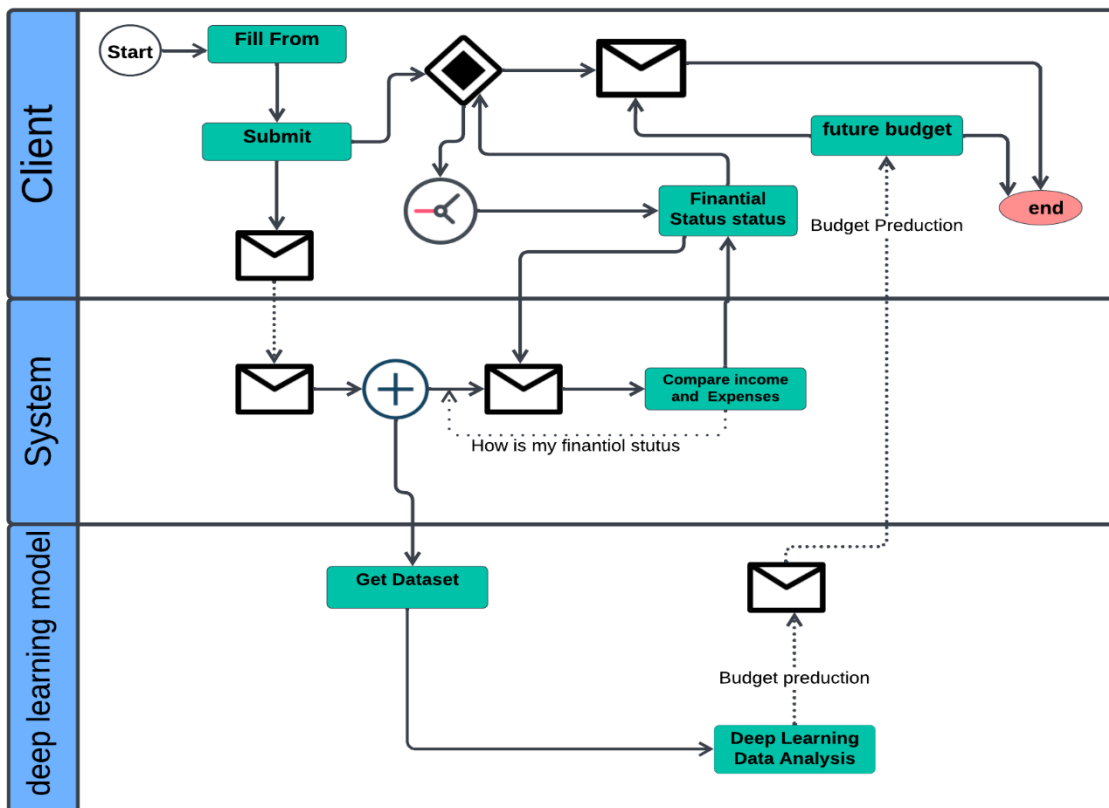 Client
Start
Fill From
Submit
future budget
Finantial
Status status
end
Budget Preduction
System
Compare income
and Expenses
How is my finantiol stutus
deep learning model
Get Dataset
Budget preduction
Deep Learning
Data Analysis